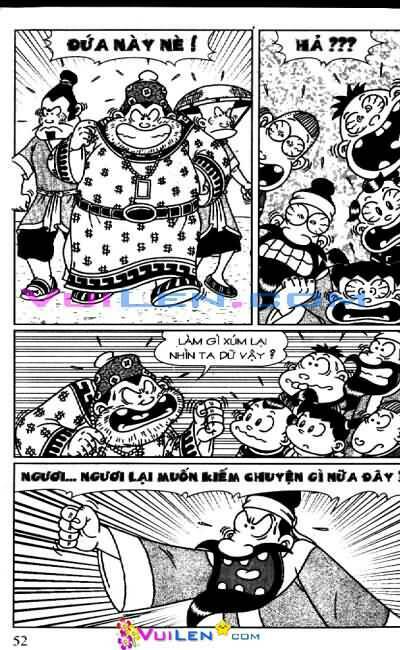 ĐỨA NÀY NÈ !
HẢ ???
VUILEN.COM
LÀM GÌ XÚM LẠI
NHÌN TA DỮ VẬY ?
NGƯƠI... NGƯƠI LẠI MUỐN KIẾM CHUYỆN GÌ NỮA ĐÂY ?
52
VUILEN.COM